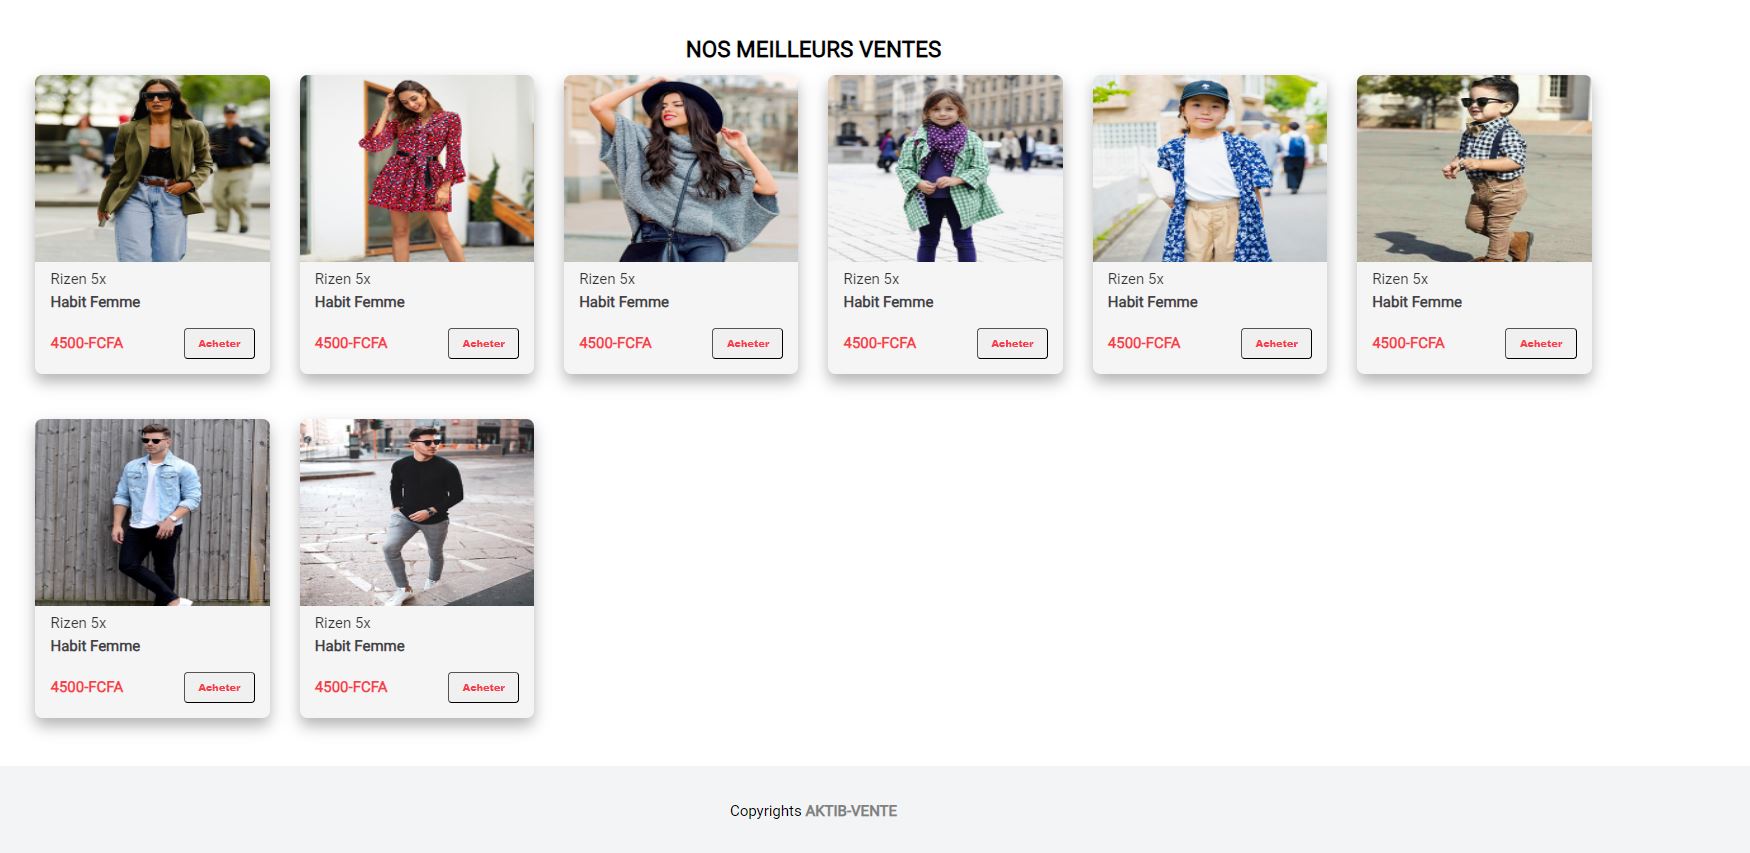 NOS MEILLEURS VENTES
Rizen 5x
Habit Femme
4500-FCFA Acheter
Rizen 5x
Habit Femme
4500-FCFA Acheter
Rizen 5x
Habit Femme
4500-FCFA Acheter
Rizen 5x
Habit Femme
4500-FCFA Acheter
Rizen 5x
Habit Femme
4500-FCFA Acheter
Rizen 5x
Habit Femme
4500-FCFA Acheter
Rizen 5x
Habit Femme
4500-FCFA Acheter
Rizen 5x
Habit Femme
4500-FCFA Acheter
Copyrights AKTIB-VENTE